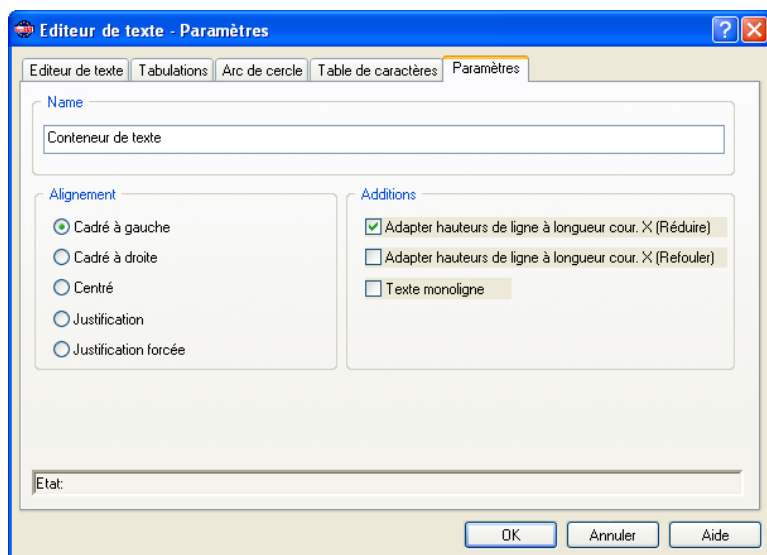 Editeur de texte - Paramètres
Editeur de texte Tabulations Arc de cercle Table de caractères Paramètres
Name
Conteneur de texte
Alignement
Cadré à gauche
Cadré à droite
Centré
Justification
Justification forcée
Additions
Adapter hauteurs de ligne à longueur cour. X (Réduire)
Adapter hauteurs de ligne à longueur cour. X (Refouler)
Texte monoligne
Etat:
OK Annuler Aide